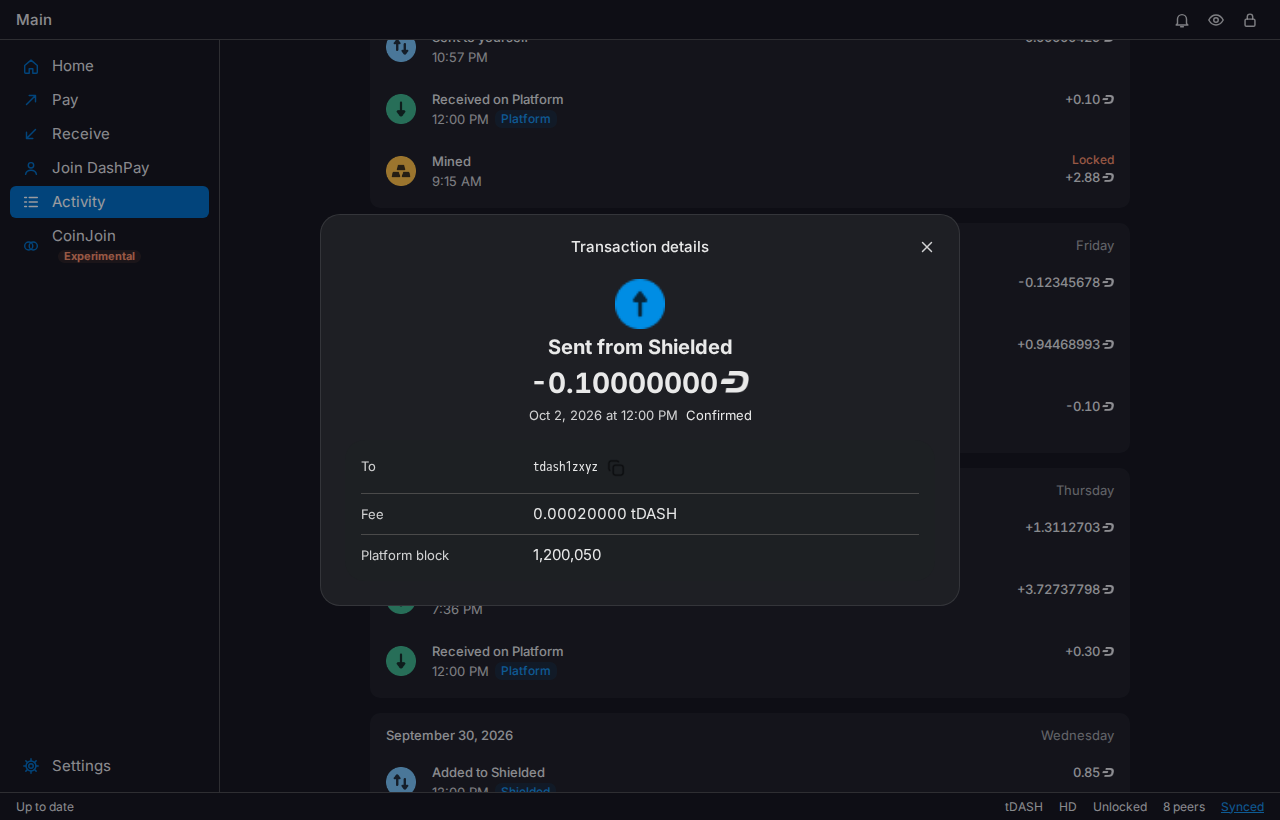 Main
Home
Pay
Receive
Join DashPay
Activity
CoinJoin
Experimental
Settings
10:57 PM
Received on Platform
+0.10
12:00 PM Platform
Mined
Locked
9:15 AM
+2.88
Friday
-0.12345678
+0.94468993
-0.10
Transaction details
Sent from Shielded
-0.10000000
Oct 2, 2026 at 12:00 PM Confirmed
To
tdash1zxyz
Fee
0.00020000 tDASH
Platform block
1,200,050
Thursday
+1.3112703
+3.72737798
7:36 PM
Received on Platform
+0.30
12:00 PM Platform
September 30, 2026
Wednesday
Added to Shielded
0.85
12:00 PM Shielded
Up to date
tDASH
HD
Unlocked
8 peers
Synced